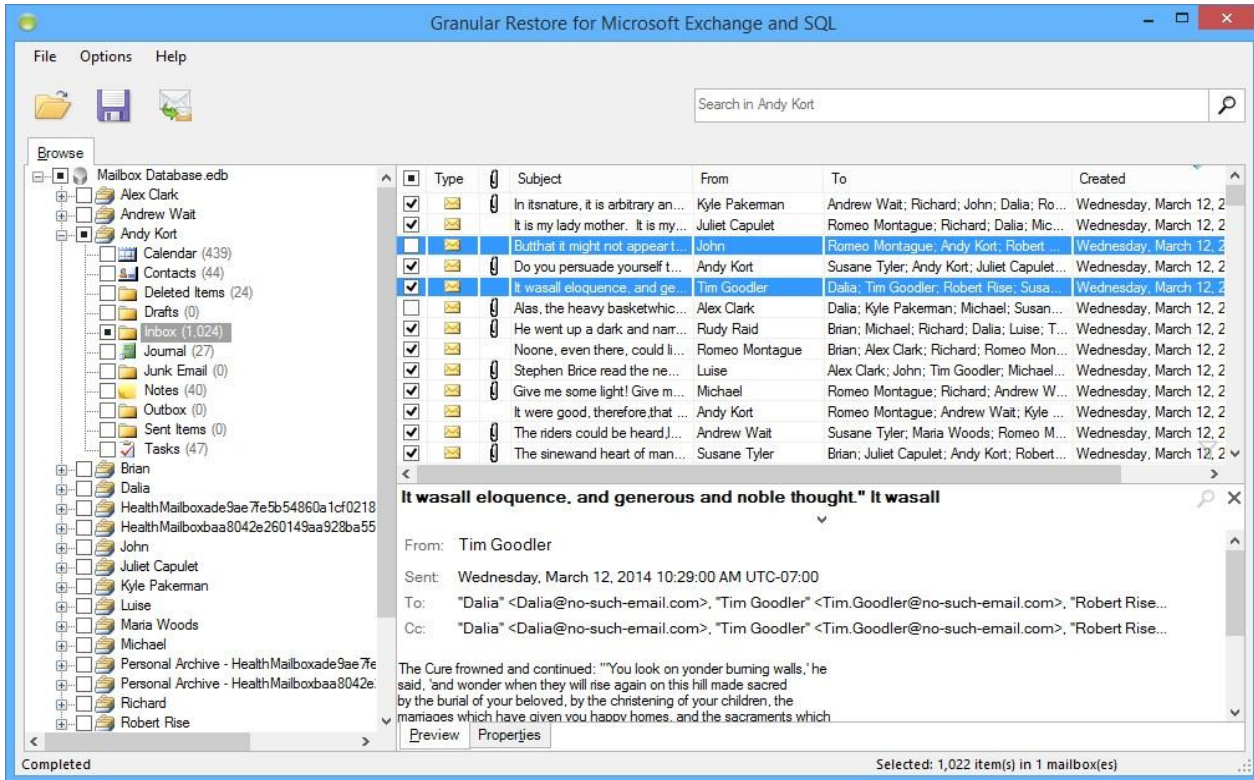 Granular Restore for Microsoft Exchange and SQL
File Options Help
Search in Andy Kort
Browse
Mailbox Database.edb
Alex Clark
Andrew Wait
Andy Kort
Calendar (439)
Contacts (44)
Deleted Items (24)
Drafts (0)
Inbox (1,024)
Journal (27)
Junk Email (0)
Notes (40)
Outbox (0)
Sent Items (0)
Tasks (47)
Brian
Dalia
HealthMailboxade9ae7fe5b54860a1cf0218
HealthMailboxbaa8042e260149aa928ba55
John
Juliet Capulet
Kyle Pakerman
Luise
Maria Woods
Michael
Personal Archive - HealthMailboxade9ae7fe
Personal Archive - HealthMailboxbaa8042e
Richard
Robert Rise
Type Subject From To Created
In itsnature, it is arbitrary an... Kyle Pakerman Andrew Wait; Richard; John; Dalia; Ro... Wednesday, March 12, 2
It is my lady mother. It is my... Juliet Capulet Romeo Montague; Richard; Dalia; Mic... Wednesday, March 12, 2
Butthat it might not appear t... John Romeo Montague; Andy Kort; Robert ... Wednesday, March 12, 2
Do you persuade yourself t... Andy Kort Susane Tyler; Andy Kort; Juliet Capulet... Wednesday, March 12, 2
It wasall eloquence, and ge... Tim Goodler Dalia; Tim Goodler; Robert Rise; Susa... Wednesday, March 12, 2
Alas, the heavy basketwhic... Alex Clark Dalia; Kyle Pakerman; Michael; Susan... Wednesday, March 12, 2
He went up a dark and narr... Rudy Raid Brian; Michael; Richard; Dalia; Luise; T... Wednesday, March 12, 2
Noone, even there, could li... Romeo Montague Brian; Alex Clark; Richard; Romeo Mon... Wednesday, March 12, 2
Stephen Brice read the ne... Luise Alex Clark; John; Tim Goodler; Michael... Wednesday, March 12, 2
Give me some light! Give m... Michael Romeo Montague; Richard; Andrew W... Wednesday, March 12, 2
It were good, therefore,that ... Andy Kort Romeo Montague; Andrew Wait; Kyle ... Wednesday, March 12, 2
The riders could be heard,l... Andrew Wait Susane Tyler; Maria Woods; Romeo M... Wednesday, March 12, 2
The sinewand heart of man... Susane Tyler Brian; Juliet Capulet; Andy Kort; Robert... Wednesday, March 12, 2
It wasall eloquence, and generous and noble thought." It wasall
From: Tim Goodler
Sent: Wednesday, March 12, 2014 10:29:00 AM UTC-07:00
To: "Dalia" <Dalia@no-such-email.com>, "Tim Goodler" <Tim.Goodler@no-such-email.com>, "Robert Rise...
Cc: "Dalia" <Dalia@no-such-email.com>, "Tim Goodler" <Tim.Goodler@no-such-email.com>, "Robert Rise...
The Cure frowned and continued: "'You look on yonder burning walls,' he
said, 'and wonder when they will rise again on this hill made sacred
by the burial of your beloved, by the christening of your children, the
marriages which have given you happy homes, and the sacraments which
Preview Properties
Completed Selected: 1,022 item(s) in 1 mailbox(es)